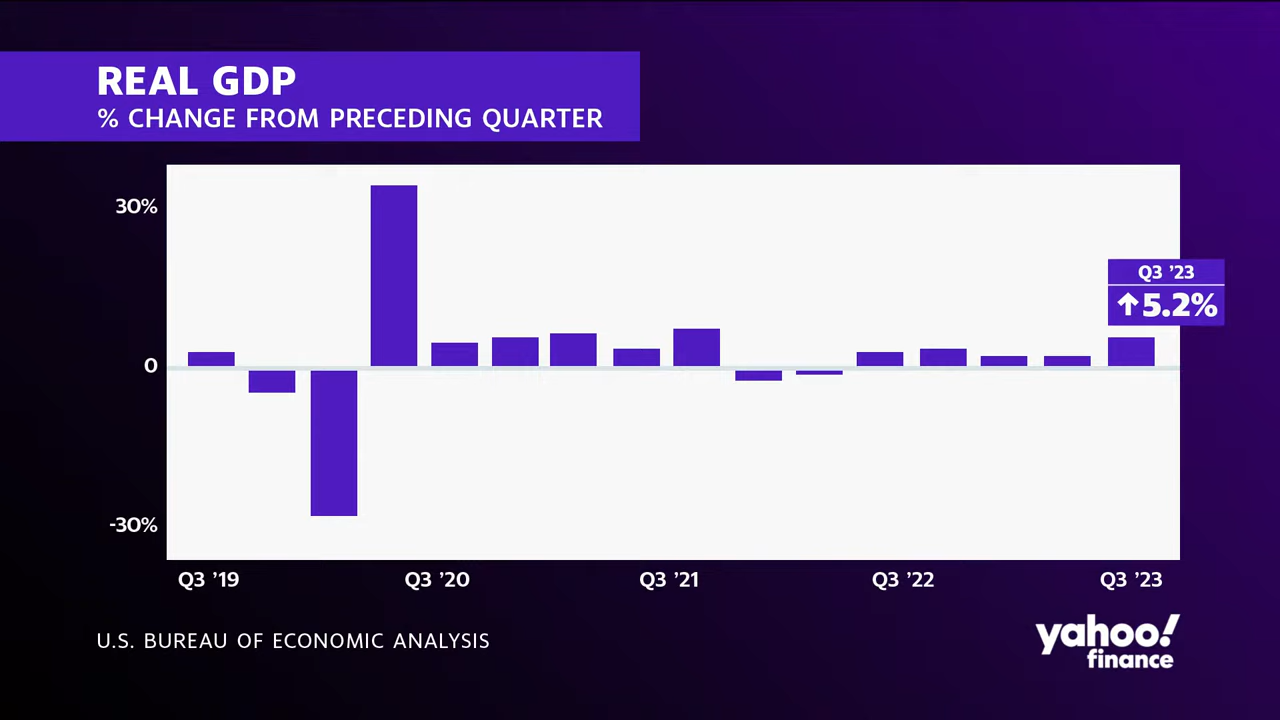 REAL GDP
% CHANGE FROM PRECEDING QUARTER
30%
0
-30%
Q3 ’23
↑5.2%
Q3 ’19
Q3 ’20
Q3 ’21
Q3 ’22
Q3 ’23
U.S. BUREAU OF ECONOMIC ANALYSIS
yahoo!
finance